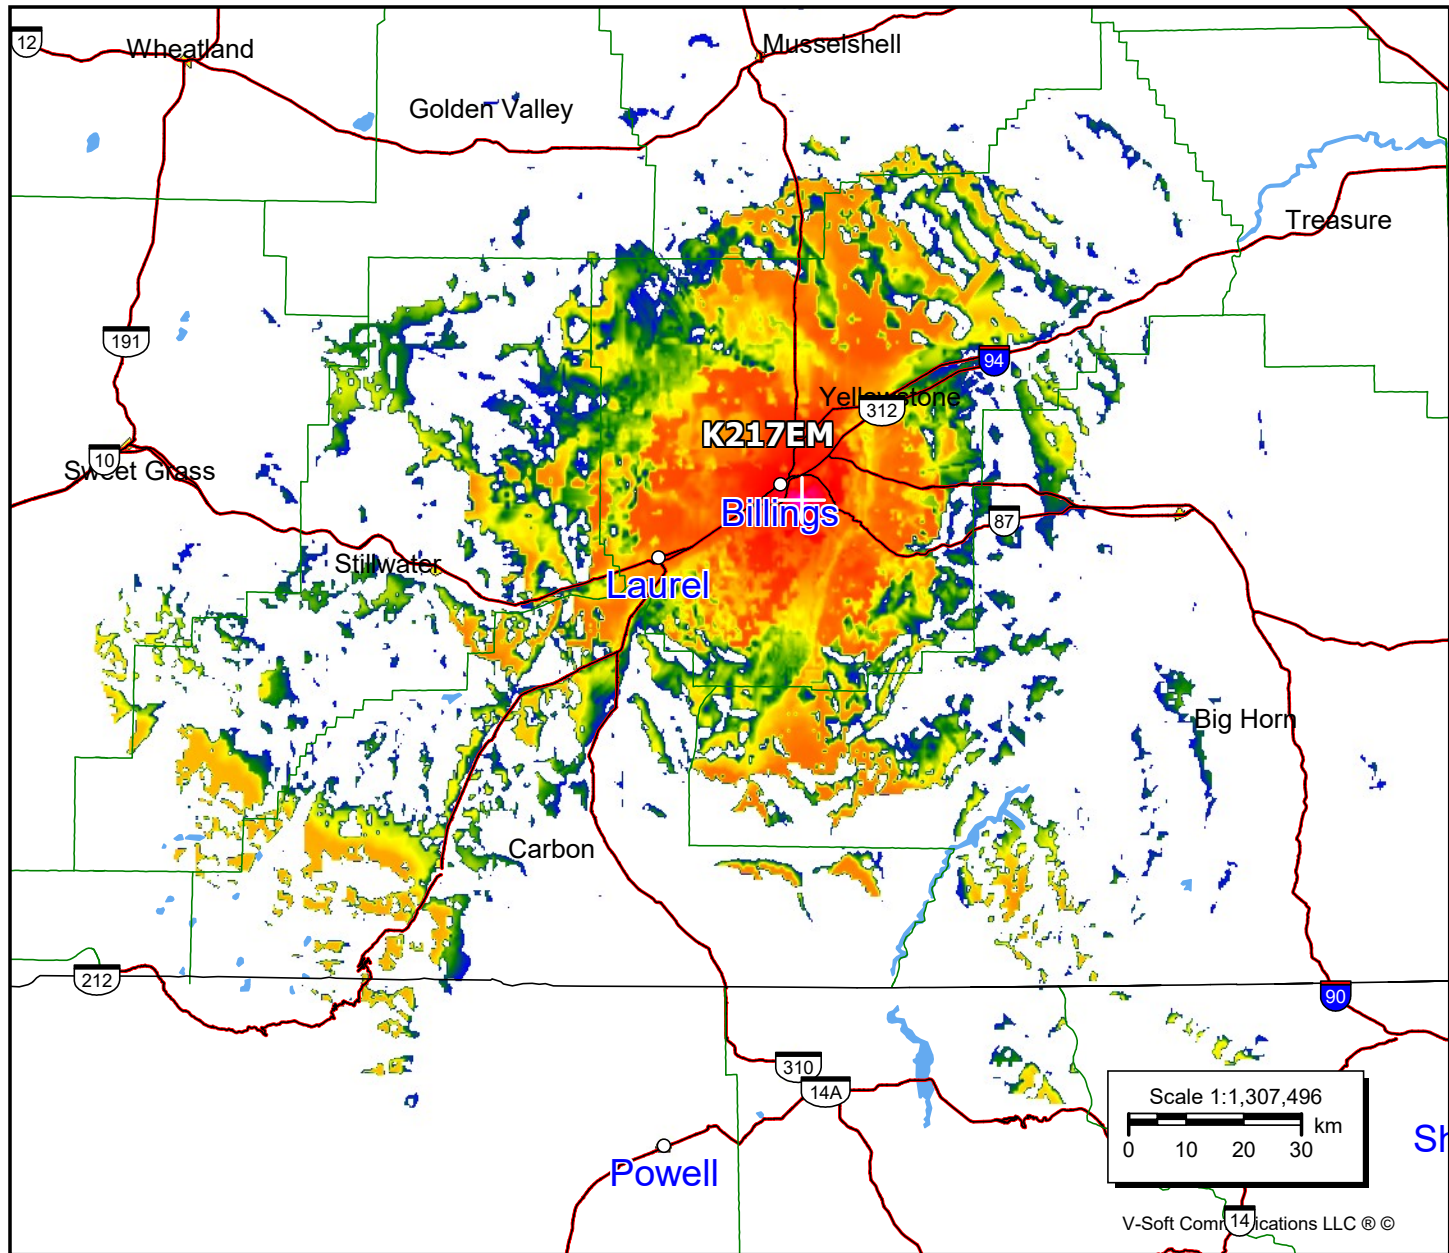 12
Wheatland
Musselshell
Golden Valley
Treasure
191
94
Yellowstone
312
K217EM
10
Sweet Grass
Billings
87
Stillwater
Laurel
Big Horn
Carbon
212
90
310
14A
Scale 1:1,307,496
km
0 10 20 30
Sh
Powell
14
V-Soft Communications LLC ® ©